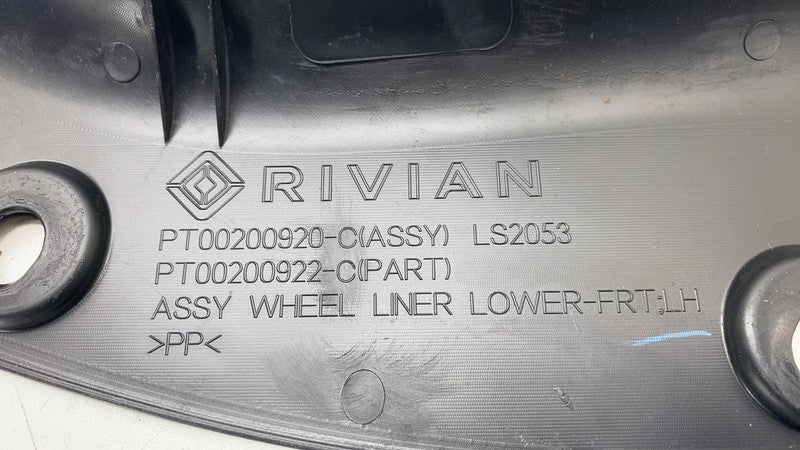 RIVIAN
PT00200920-C(ASSY) LS2053
PT00200922-C(PART)
ASSY WHEEL LINER LOWER-FRT;LH
>PP<